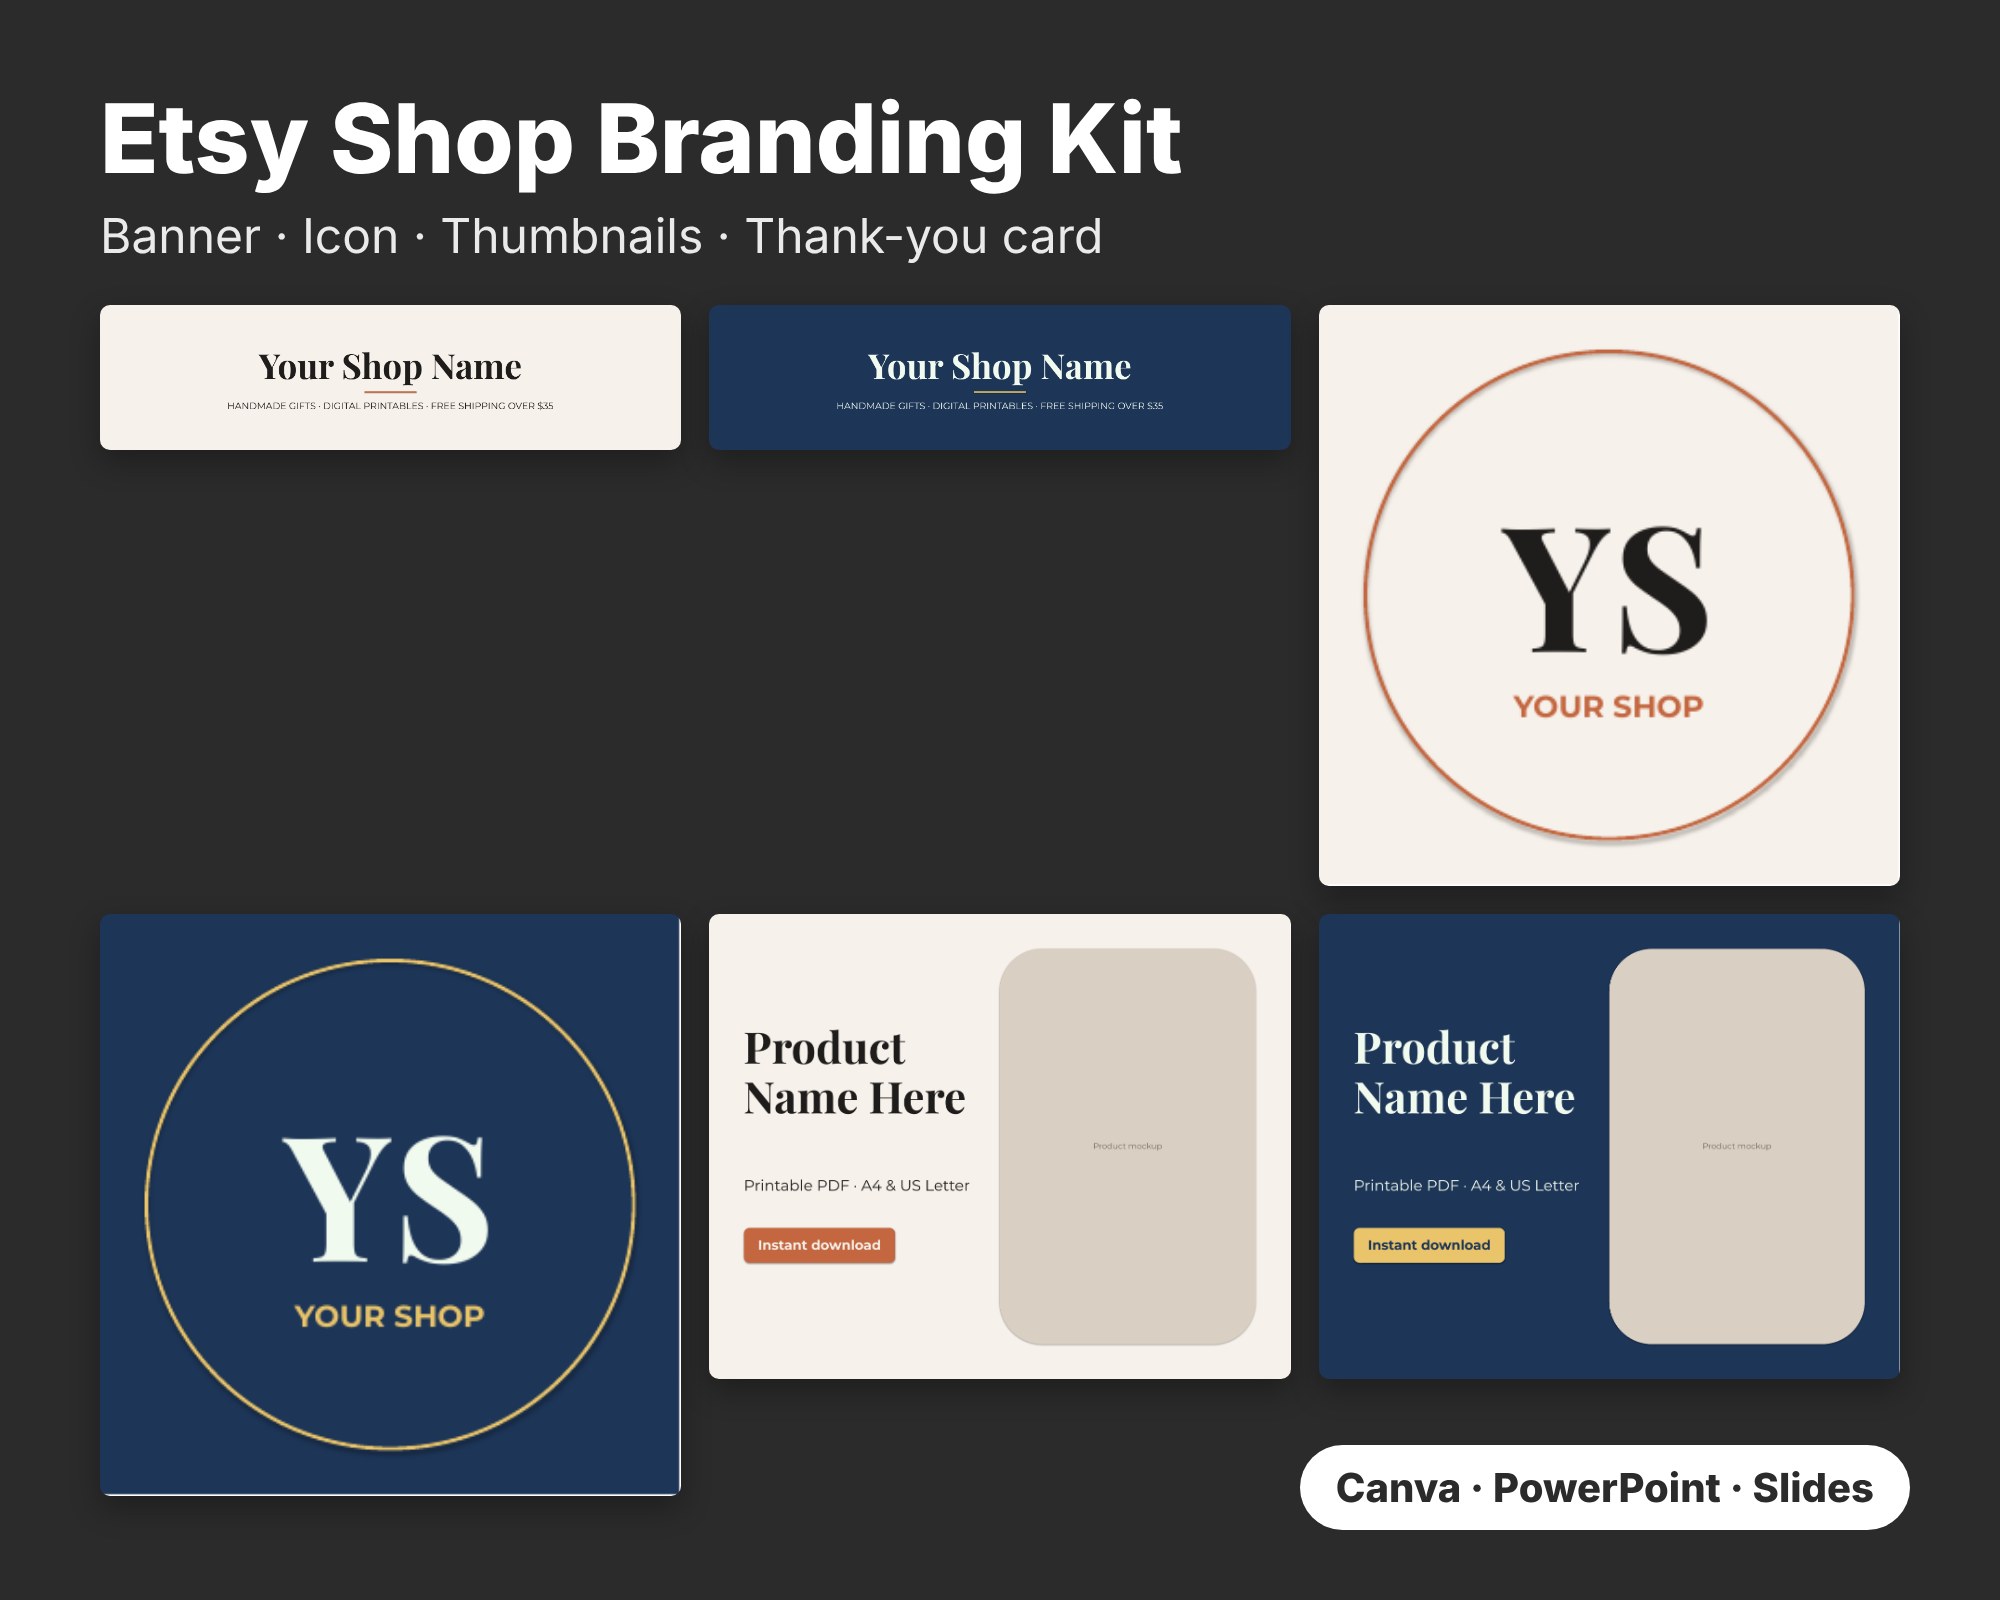 Etsy Shop Branding Kit
Banner · Icon · Thumbnails · Thank-you card
Your Shop Name
HANDMADE GIFTS · DIGITAL PRINTABLES · FREE SHIPPING OVER $35
Your Shop Name
HANDMADE GIFTS · DIGITAL PRINTABLES · FREE SHIPPING OVER $35
YS
YOUR SHOP
YS
YOUR SHOP
Product
Name Here
Printable PDF · A4 & US Letter
Instant download
Product mockup
Product
Name Here
Printable PDF · A4 & US Letter
Instant download
Product mockup
Canva · PowerPoint · Slides